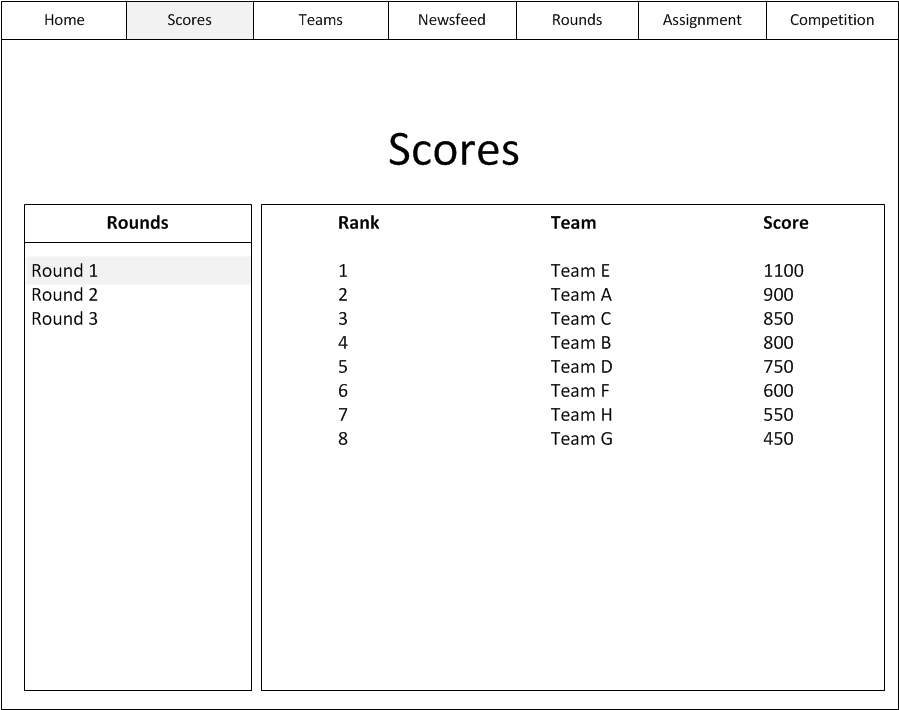 Home Scores Teams Newsfeed Rounds Assignment Competition
Scores
Rounds
Round 1
Round 2
Round 3
Rank Team Score
1 Team E 1100
2 Team A 900
3 Team C 850
4 Team B 800
5 Team D 750
6 Team F 600
7 Team H 550
8 Team G 450